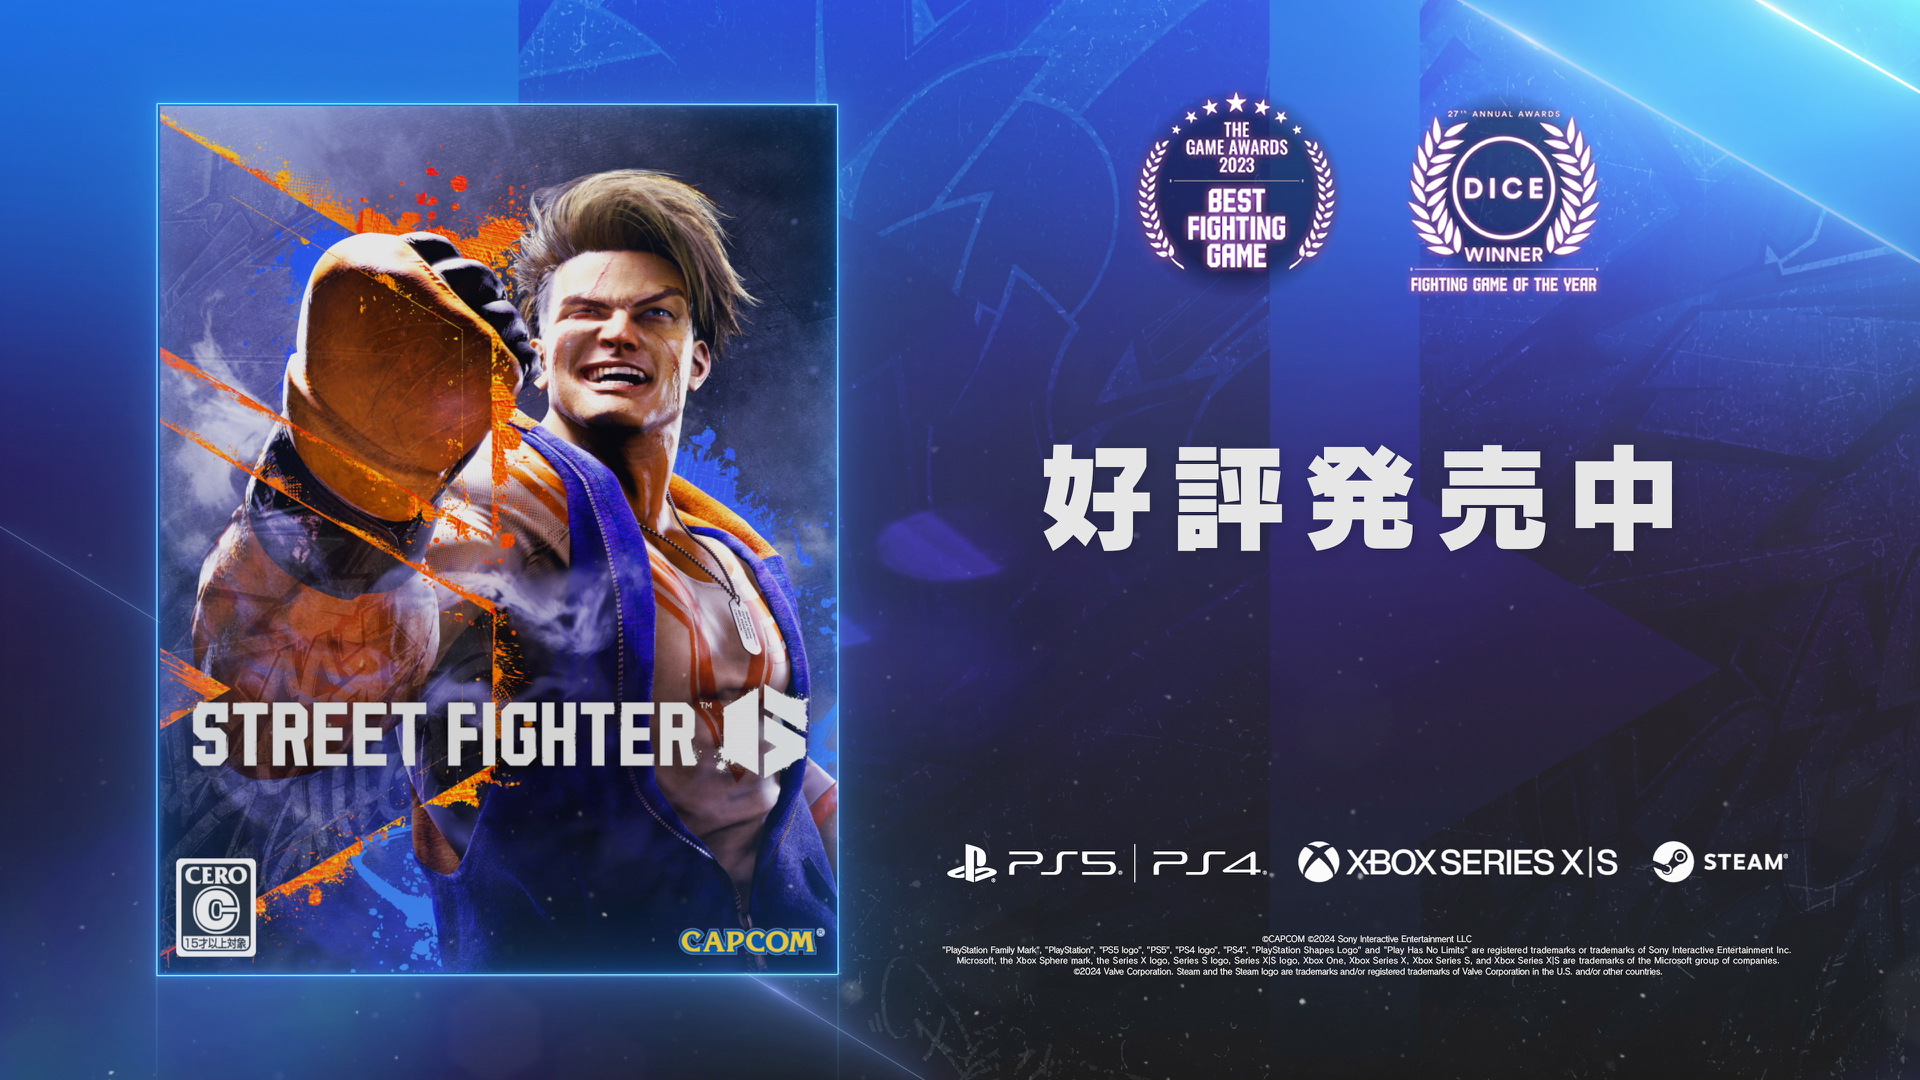 STREET FIGHTER™ 6
CERO
C
15才以上対象
CAPCOM®
THE
GAME AWARDS
2023
BEST
FIGHTING
GAME
27TH ANNUAL AWARDS
DICE
WINNER
FIGHTING GAME OF THE YEAR
好評発売中
PS5® | PS4® XBOX SERIES X|S STEAM®
©CAPCOM ©2024 Sony Interactive Entertainment LLC
"PlayStation Family Mark", "PlayStation", "PS5 logo", "PS5", "PS4 logo", "PS4", "PlayStation Shapes Logo" and "Play Has No Limits" are registered trademarks or trademarks of Sony Interactive Entertainment Inc.
Microsoft, the Xbox Sphere mark, the Series X logo, Series S logo, Series X|S logo, Xbox One, Xbox Series X, Xbox Series S, and Xbox Series X|S are trademarks of the Microsoft group of companies.
©2024 Valve Corporation. Steam and the Steam logo are trademarks and/or registered trademarks of Valve Corporation in the U.S. and/or other countries.